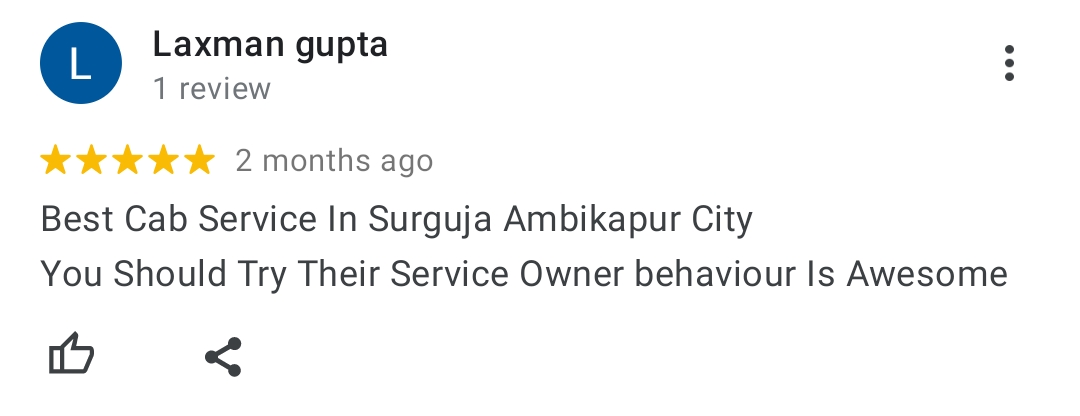 L
Laxman gupta
1 review
2 months ago
Best Cab Service In Surguja Ambikapur City
You Should Try Their Service Owner behaviour Is Awesome